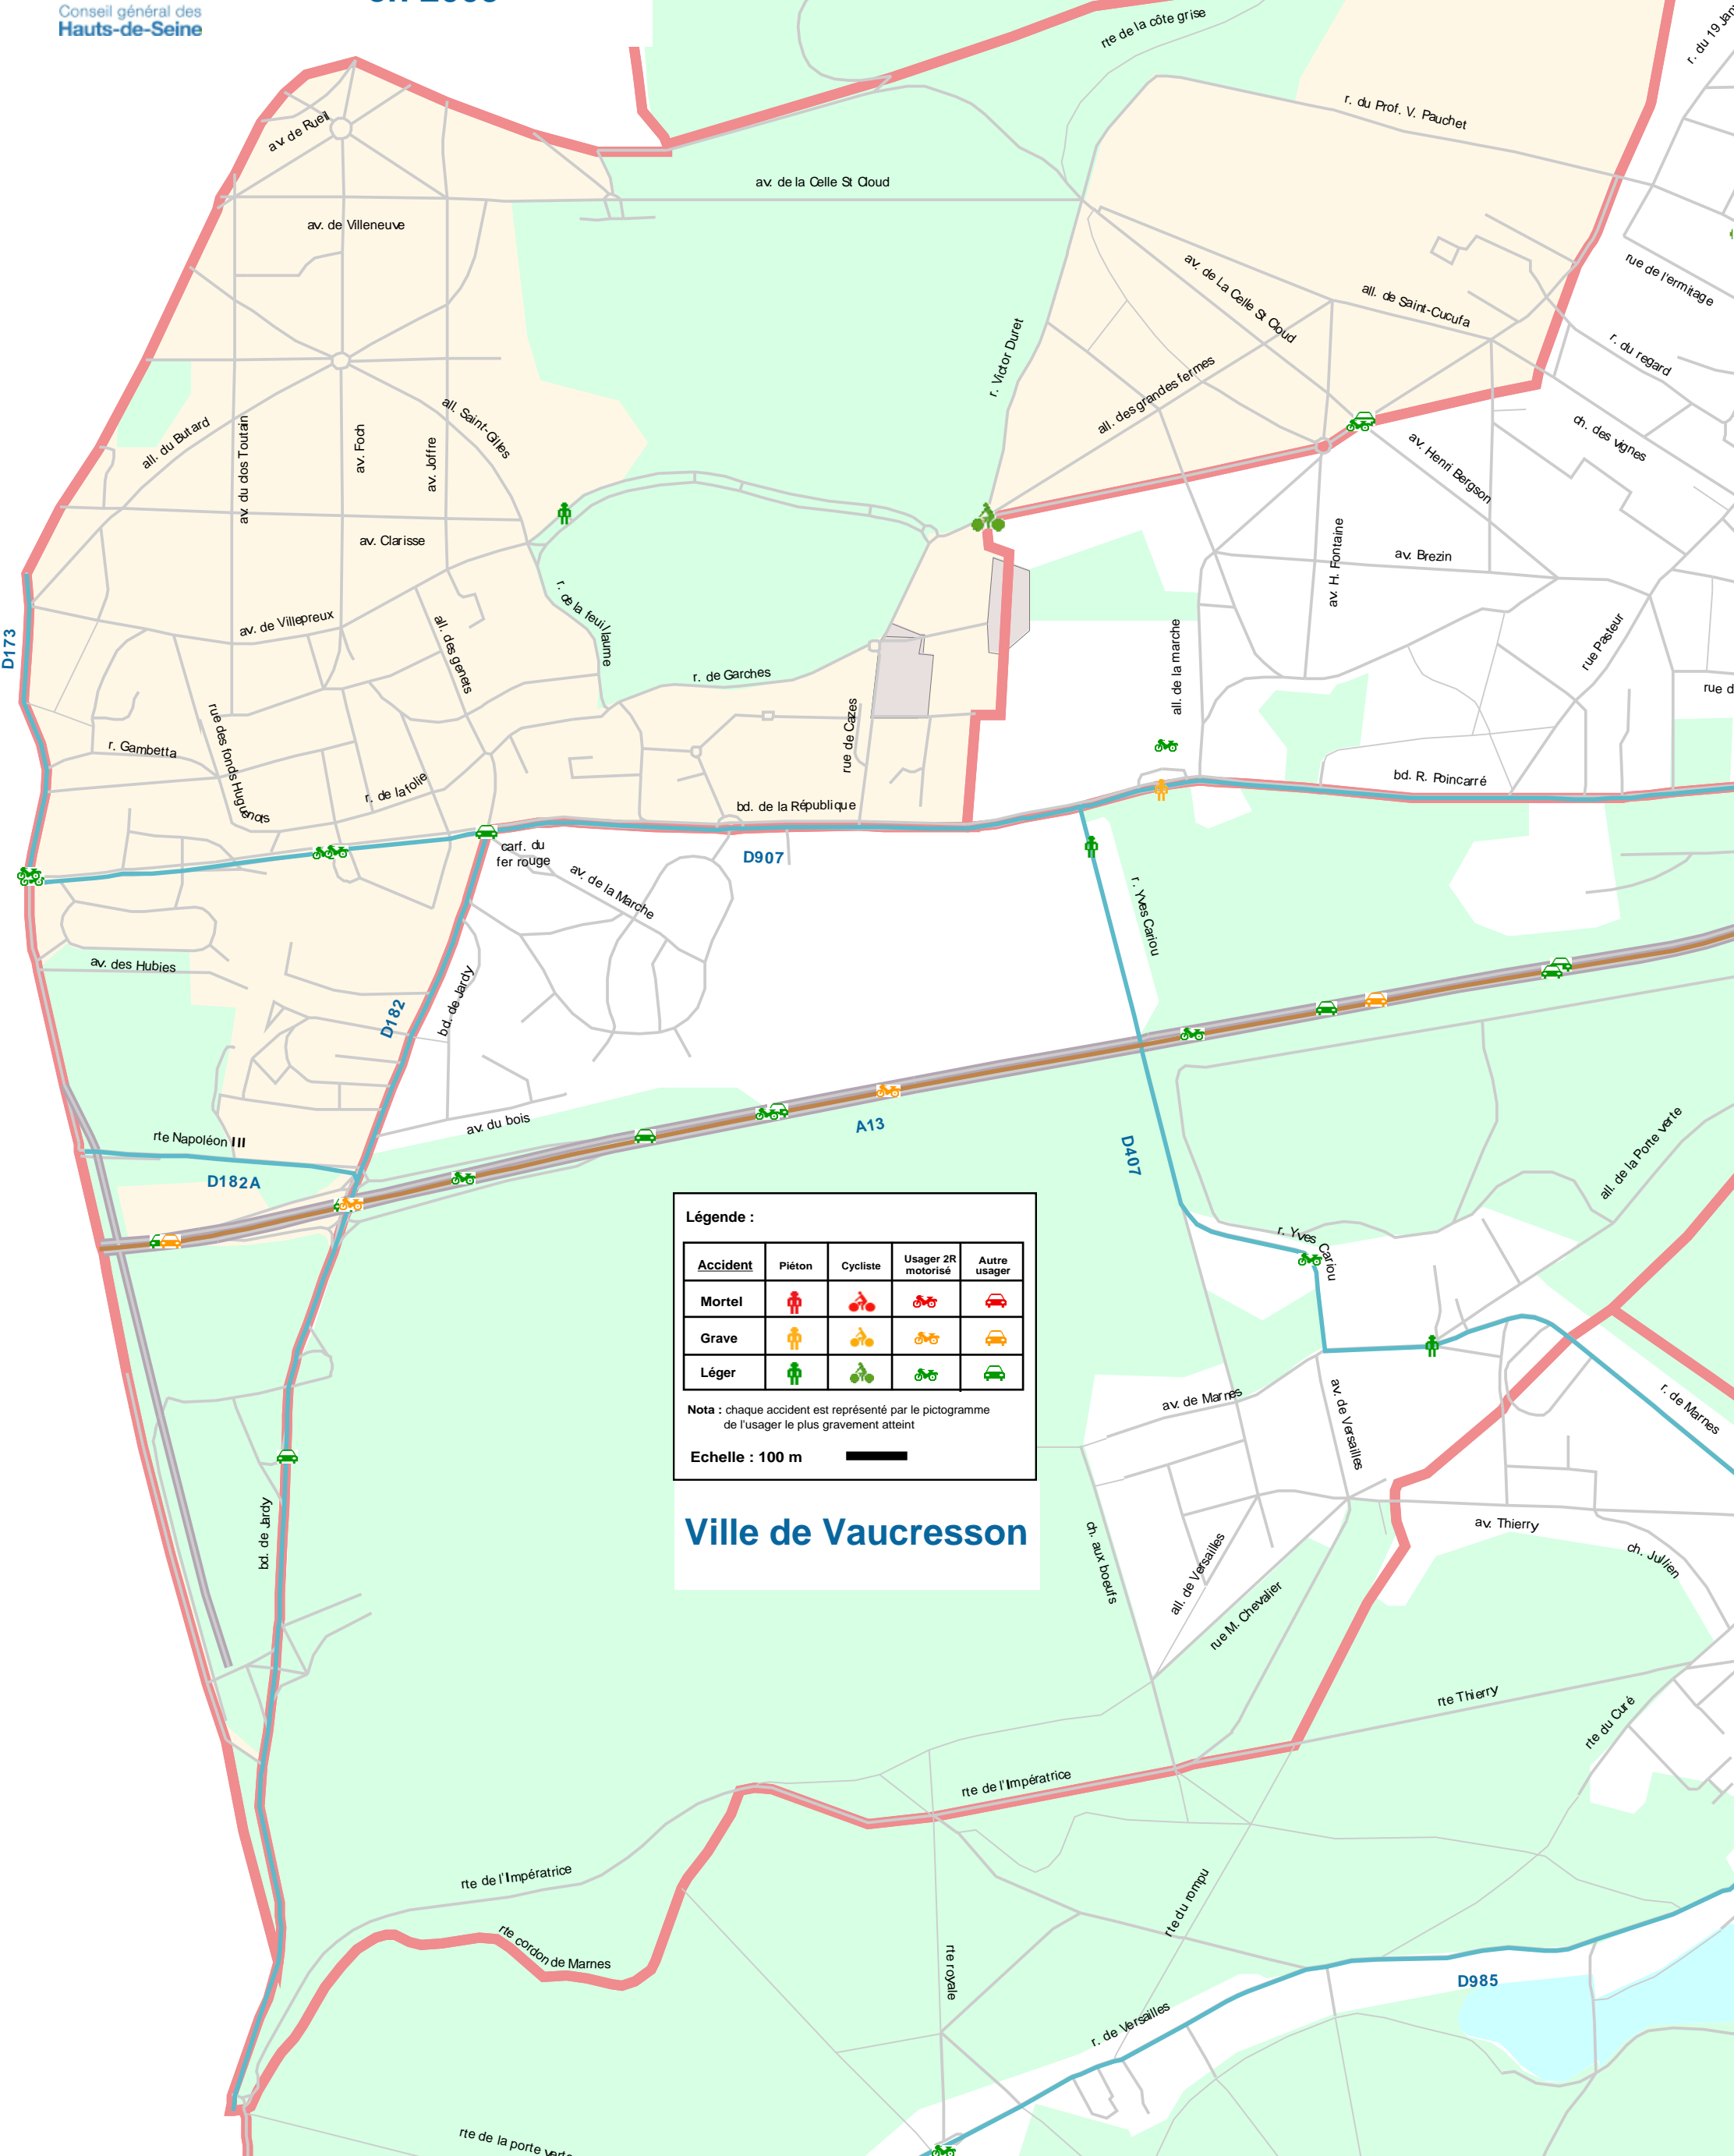 Conseil général des
Hauts-de-Seine
rte de la côte grise
r. du Prof. V. Pauchet
av. de Rueil
av. de la Celle St Cloud
av. de Villeneuve
av. de La Celle St Cloud
all. de Saint-Cucufa
rue de l'ermitage
r. du regard
r. Victor Duret
all. des grandes fermes
ch. des vignes
av. Henri Bergson
all. du Butard
av. du dos Toutain
av. Foch
av. Joffre
all. Saint-Gilles
av. Clarisse
av. H. Fontaine
av. Brezin
r. de la feuillaume
av. de Villepreux
all. des genets
all. de la marche
rue Pasteur
D173
r. de Garches
rue d
rue de Cazes
rue des fonds Huguenots
r. Gambetta
r. de la folie
bd. R. Poincarré
bd. de la République
carf. du
fer rouge
D907
av. de la Marche
r. Yves Cariou
av. des Hubies
D182
bd. de Jardy
av. du bois
A13
D407
rte Napoléon III
D182A
all. de la Porte verte
r. Yves Cariou
Légende :
Accident
Piéton
Cycliste
Usager 2R
motorisé
Autre
usager
Mortel
Grave
Léger
Nota : chaque accident est représenté par le pictogramme
de l'usager le plus gravement atteint
Echelle : 100 m
Ville de Vaucresson
av. de Marnes
av. de Versailles
r. de Marnes
bd. de Jardy
ch. aux boeufs
all. de Versailles
rue M. Chevalier
av. Thierry
ch. Jullien
rte Thierry
rte du Curé
rte de l'Impératrice
rte de l'Impératrice
rte cordon de Marnes
rte du rompu
rte royale
r. de Versailles
D985
rte de la porte